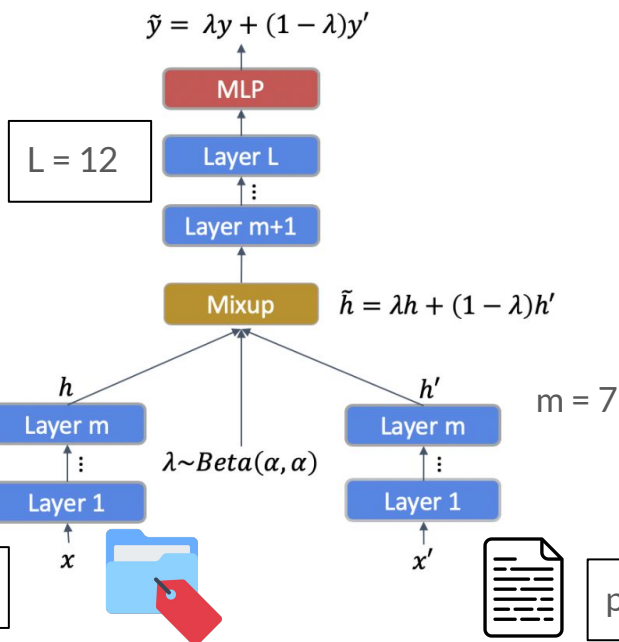 ỹ = λy + (1 − λ)y′
MLP
L = 12
Layer L
⋮
Layer m+1
Mixup
h̃ = λh + (1 − λ)h′
h
h′
m = 7
Layer m
Layer m
⋮
λ~Beta(α, α)
⋮
Layer 1
Layer 1
x
x′
p